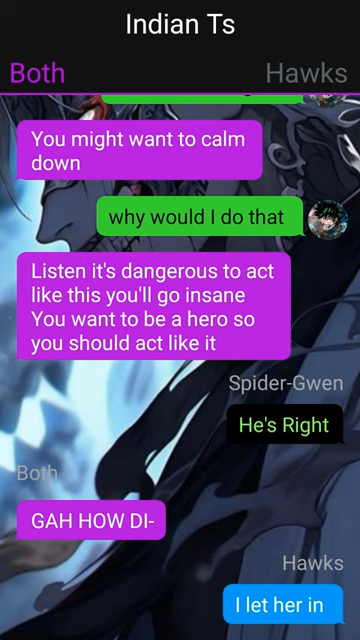 Indian Ts
Both
Hawks
You might want to calm
down
why would I do that
Listen it's dangerous to act
like this you'll go insane
You want to be a hero so
you should act like it
Spider-Gwen
He's Right
Both
GAH HOW DI-
Hawks
I let her in